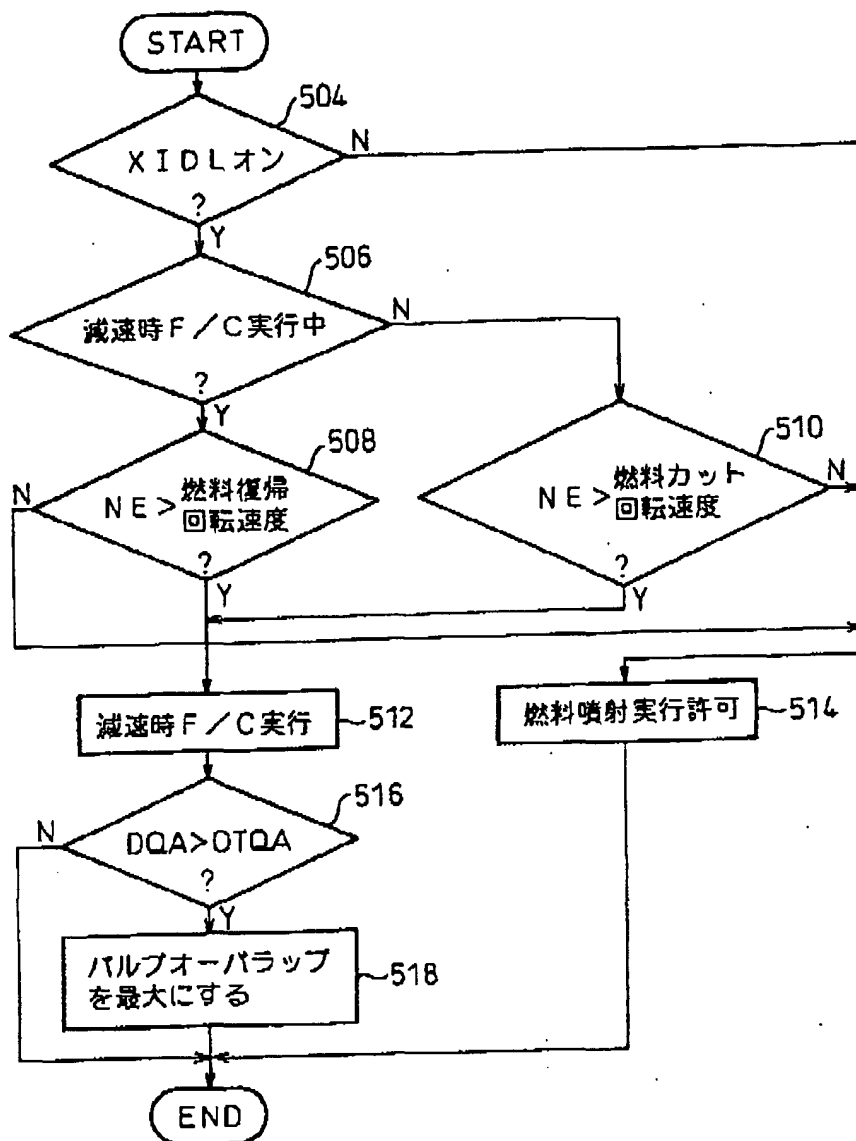 START
504
XIDLオン
?
N
Y
506
減速時F/C実行中
?
N
Y
508
NE>燃料復帰
回転速度
?
N
Y
510
NE>燃料カット
回転速度
?
N
Y
減速時F/C実行
512
燃料噴射実行許可
514
516
DQA>OTQA
?
N
Y
バルブオーバラップ
を最大にする
518
END